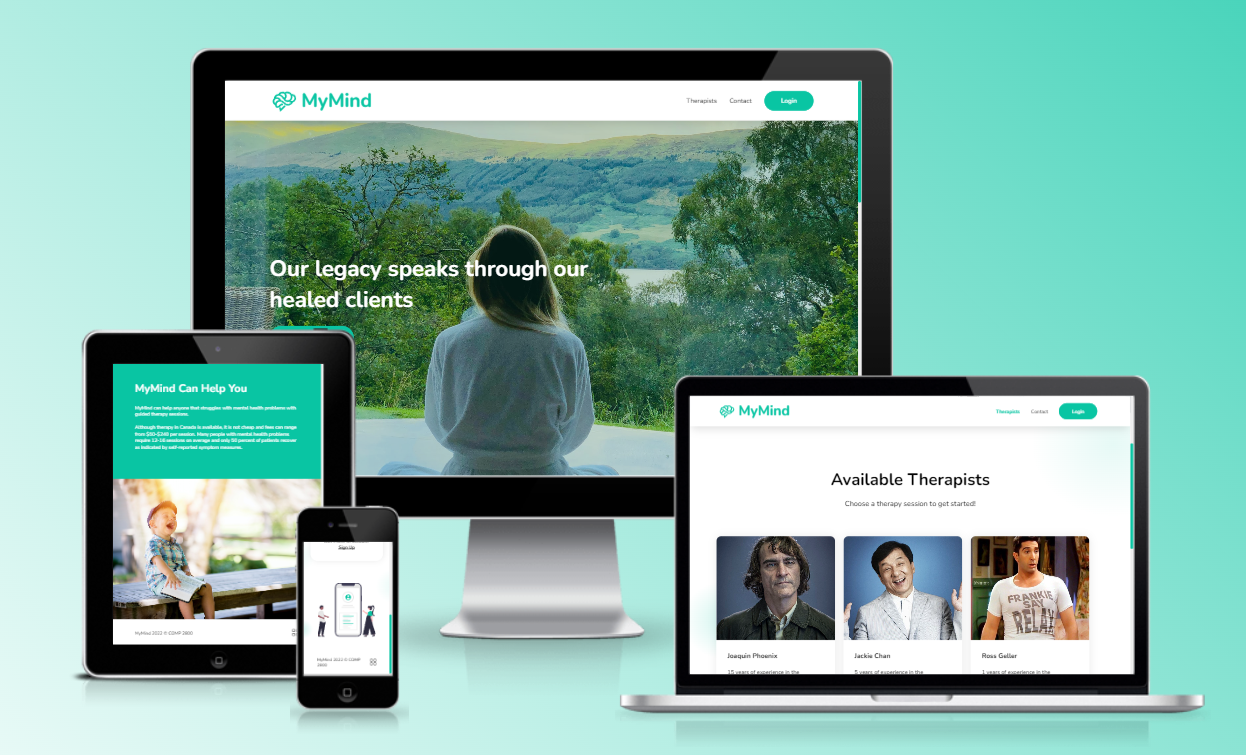 MyMind
Therapists
Contact
Login
Our legacy speaks through our
healed clients
MyMind Can Help You
MyMind can help anyone that struggles with mental health problems with
guided therapy sessions.
Although therapy in Canada is available, it is not cheap and fees can range
from $50-$240 per session. Many people with mental health problems
require 12-16 sessions on average and only 50 percent of patients recover
as indicated by self-reported symptom measures.
MyMind 2022 © COMP 2800
Sign Up
MyMind 2022 © COMP
2800
MyMind
Therapists
Contact
Login
Available Therapists
Choose a therapy session to get started!
FRANKIE
SAY
RELAX
Joaquin Phoenix
15 years of experience in the
Jackie Chan
5 years of experience in the
Ross Geller
1 years of experience in the